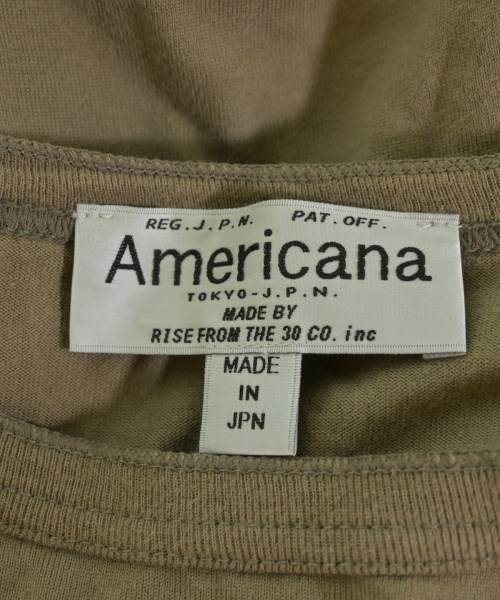 REG.J.P.N. PAT.OFF.
Americana
TOKYO-J.P.N.
MADE BY
RISE FROM THE 30 CO. inc
MADE
IN
JPN